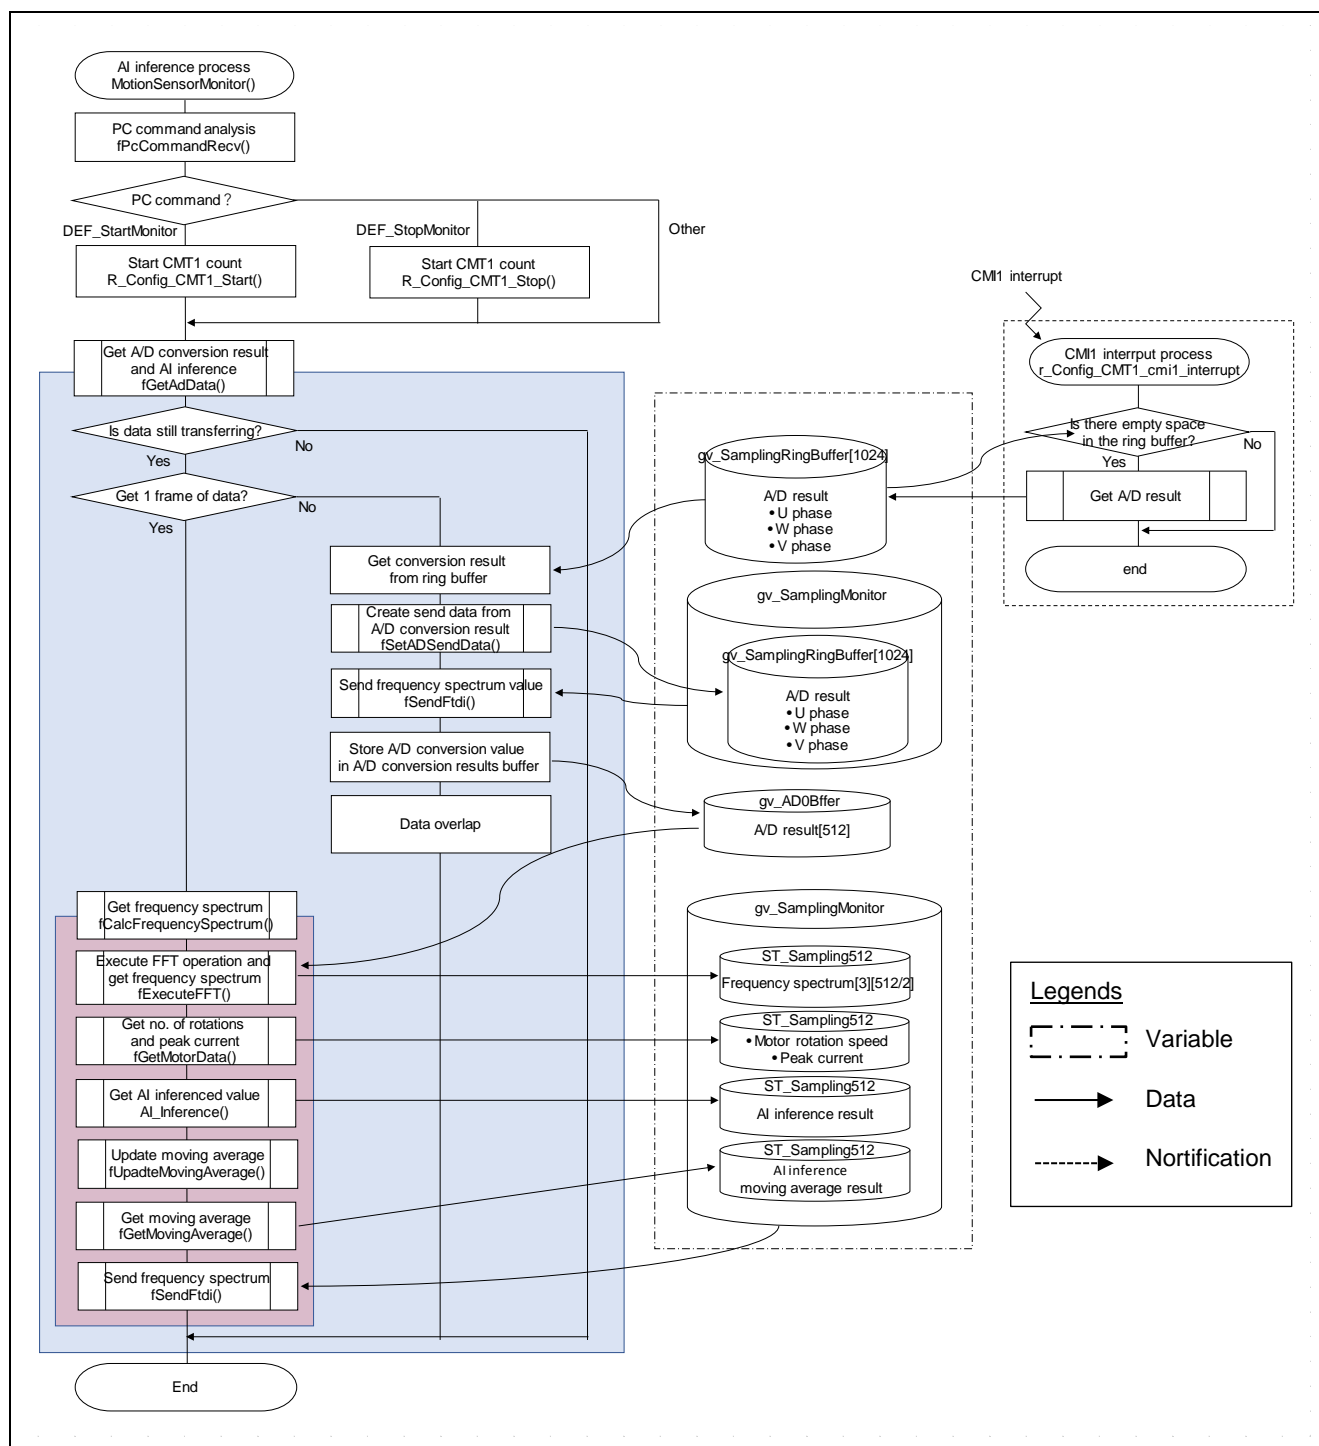 AI inference process
MotionSensorMonitor()
PC command analysis
fPcCommandRecv()
PC command ?
DEF_StartMonitor
DEF_StopMonitor
Other
Start CMT1 count
R_Config_CMT1_Start()
Start CMT1 count
R_Config_CMT1_Stop()
Get A/D conversion result
and AI inference
fGetAdData()
Is data still transferring?
No
Yes
Get 1 frame of data?
No
Yes
Get conversion result
from ring buffer
Create send data from
A/D conversion result
fSetADSendData()
Send frequency spectrum value
fSendFtdi()
Store A/D conversion value
in A/D conversion results buffer
Data overlap
Get frequency spectrum
fCalcFrequencySpectrum()
Execute FFT operation and
get frequency spectrum
fExecuteFFT()
Get no. of rotations
and peak current
fGetMotorData()
Get AI inferenced value
AI_Inference()
Update moving average
fUpadteMovingAverage()
Get moving average
fGetMovingAverage()
Send frequency spectrum
fSendFtdi()
End
gv_SamplingRingBuffer[1024]
A/D result
• U phase
• W phase
• V phase
gv_SamplingMonitor
gv_SamplingRingBuffer[1024]
A/D result
• U phase
• W phase
• V phase
gv_AD0Bffer
A/D result[512]
gv_SamplingMonitor
ST_Sampling512
Frequency spectrum[3][512/2]
ST_Sampling512
• Motor rotation speed
• Peak current
ST_Sampling512
AI inference result
ST_Sampling512
AI inference
moving average result
CMI1 interrupt
CMI1 interrput process
r_Config_CMT1_cmi1_interrupt
Is there empty space
in the ring buffer?
No
Yes
Get A/D result
end
Legends
Variable
Data
Nortification